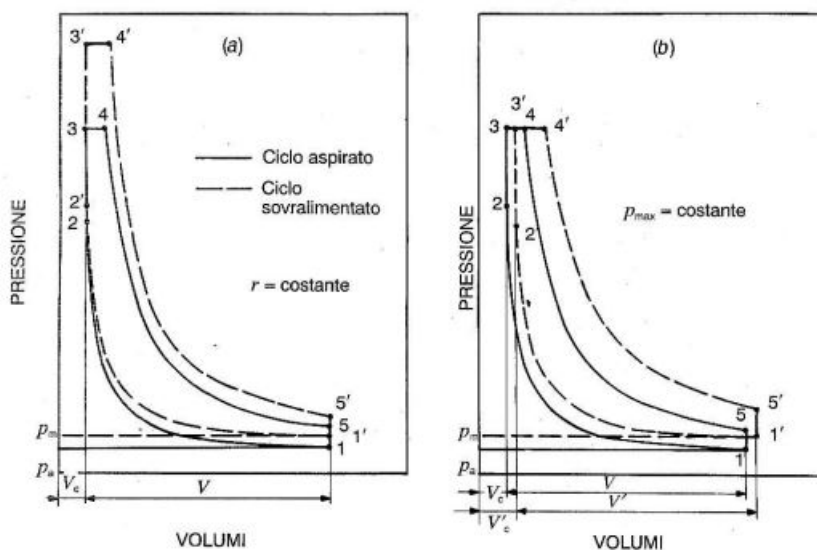 3′ 4′ (a)
3 4
Ciclo aspirato
Ciclo
sovralimentato
2′
2
r = costante
PRESSIONE
5′
5
1′
1
pm
pa
Vc V
VOLUMI
(b)
3 3′ 4 4′
2
2′
pmax = costante
PRESSIONE
5′
5
1′
1
pm
pa
Vc V
V′c V′
VOLUMI